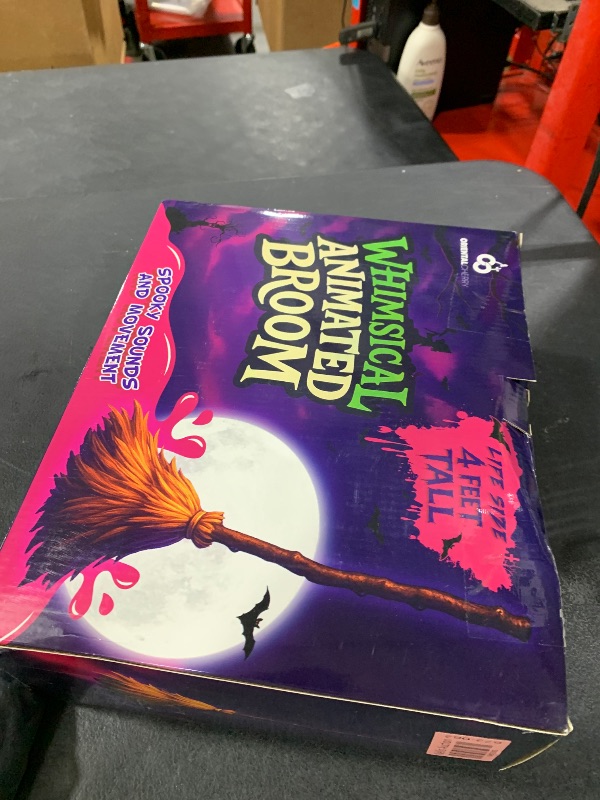 ORIENTAL CHERRY
WHIMSICAL
ANIMATED
BROOM
LIFE SIZE
4 FEET
TALL
SPOOKY SOUNDS
AND MOVEMENT
Aveeno